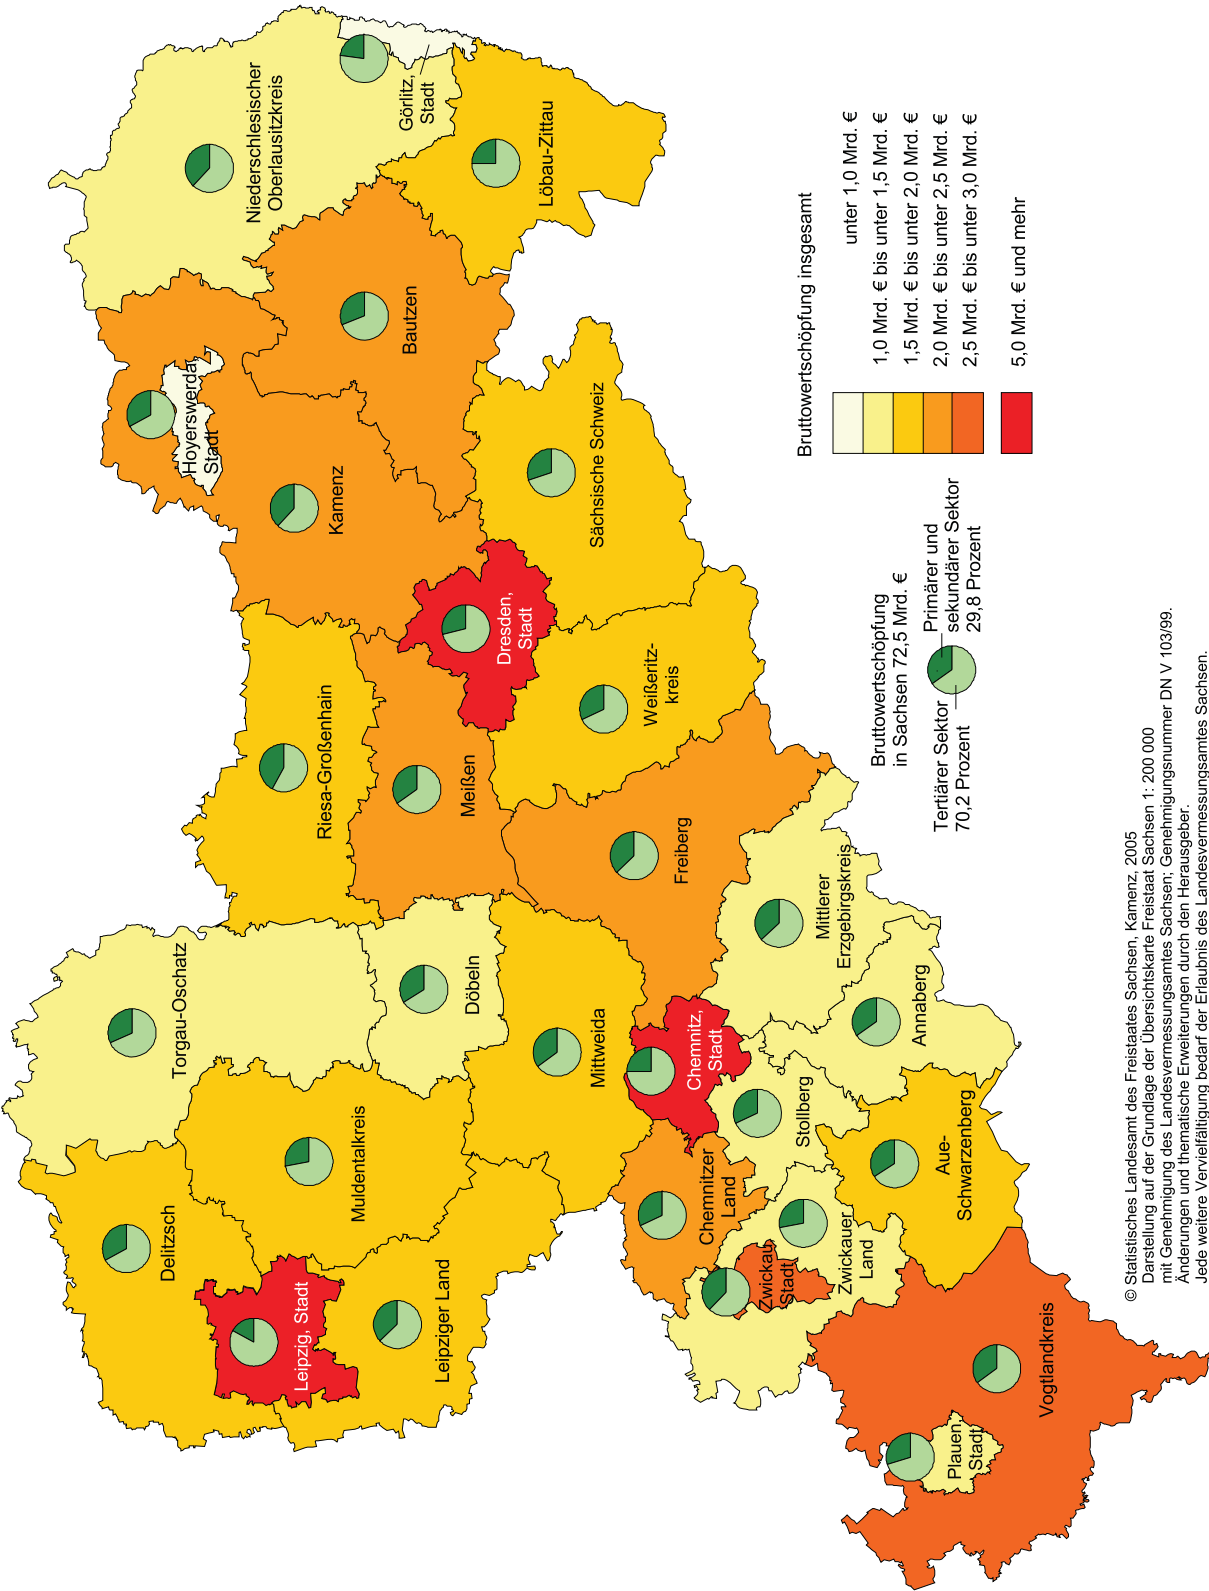 Torgau-Oschatz
Delitzsch
Leipzig, Stadt
Muldentalkreis
Leipziger Land
Döbeln
Mittweida
Riesa-Großenhain
Meißen
Kamenz
Hoyerswerda,
Stadt
Niederschlesischer
Oberlausitzkreis
Görlitz,
Stadt
Bautzen
Löbau-Zittau
Dresden,
Stadt
Sächsische Schweiz
Weißeritz-
kreis
Freiberg
Chemnitz,
Stadt
Mittlerer
Erzgebirgskreis
Annaberg
Stollberg
Chemnitzer
Land
Zwickau,
Stadt
Zwickauer
Land
Aue-
Schwarzenberg
Vogtlandkreis
Plauen,
Stadt
Bruttowertschöpfung insgesamt
unter 1,0 Mrd. €
1,0 Mrd. € bis unter 1,5 Mrd. €
1,5 Mrd. € bis unter 2,0 Mrd. €
2,0 Mrd. € bis unter 2,5 Mrd. €
2,5 Mrd. € bis unter 3,0 Mrd. €
5,0 Mrd. € und mehr
Bruttowertschöpfung
in Sachsen 72,5 Mrd. €
Tertiärer Sektor
70,2 Prozent
Primärer und
sekundärer Sektor
29,8 Prozent
© Statistisches Landesamt des Freistaates Sachsen, Kamenz, 2005
Darstellung auf der Grundlage der Übersichtskarte Freistaat Sachsen 1: 200 000
mit Genehmigung des Landesvermessungsamtes Sachsen; Genehmigungsnummer DN V 103/99.
Änderungen und thematische Erweiterungen durch den Herausgeber.
Jede weitere Vervielfältigung bedarf der Erlaubnis des Landesvermessungsamtes Sachsen.